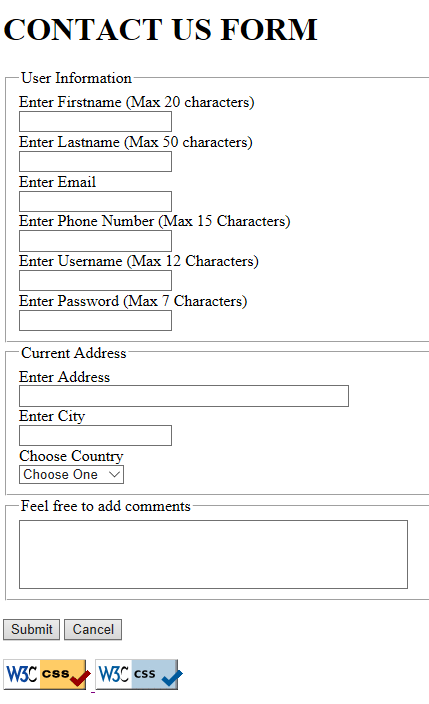 CONTACT US FORM
User Information
Enter Firstname (Max 20 characters)
Enter Lastname (Max 50 characters)
Enter Email
Enter Phone Number (Max 15 Characters)
Enter Username (Max 12 Characters)
Enter Password (Max 7 Characters)
Current Address
Enter Address
Enter City
Choose Country
Choose One
Feel free to add comments
Submit Cancel
W3C css W3C css